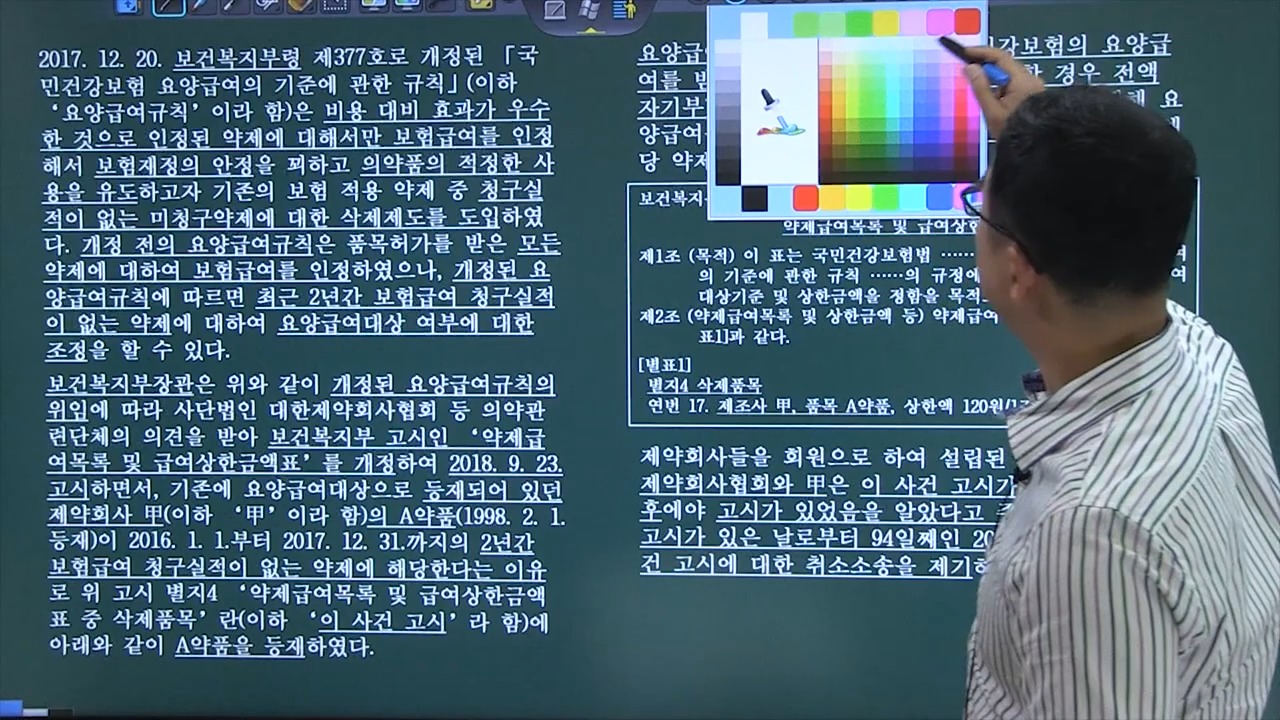 2017. 12. 20. 보건복지부령 제377호로 개정된 「국
민건강보험 요양급여의 기준에 관한 규칙」(이하
‘요양급여규칙’이라 함)은 비용 대비 효과가 우수
한 것으로 인정된 약제에 대해서만 보험급여를 인정
해서 보험재정의 안정을 꾀하고 의약품의 적정한 사
용을 유도하고자 기존의 보험 적용 약제 중 청구실
적이 없는 미청구약제에 대한 삭제제도를 도입하였
다. 개정 전의 요양급여규칙은 품목허가를 받은 모든
약제에 대하여 보험급여를 인정하였으나, 개정된 요
양급여규칙에 따르면 최근 2년간 보험급여 청구실적
이 없는 약제에 대하여 요양급여대상 여부에 대한
조정을 할 수 있다.
보건복지부장관은 위와 같이 개정된 요양급여규칙의
위임에 따라 사단법인 대한제약회사협회 등 의약관
련단체의 의견을 받아 보건복지부 고시인 ‘약제급
여목록 및 급여상한금액표’를 개정하여 2018. 9. 23.
고시하면서, 기존에 요양급여대상으로 등재되어 있던
제약회사 甲(이하 ‘甲’이라 함)의 A약품(1998. 2. 1.
등재)이 2016. 1. 1.부터 2017. 12. 31.까지의 2년간
보험급여 청구실적이 없는 약제에 해당한다는 이유
로 위 고시 별지4 ‘약제급여목록 및 급여상한금액
표 중 삭제품목’란(이하 ‘이 사건 고시’라 함)에
아래와 같이 A약품을 등재하였다.
요양급 강보험의 요양급
여를 받 경우 전액
자기부 요
양급여
당 약제
보건복지
약제급여목록 및 급여상한
제1조 (목적) 이 표는 국민건강보험법 …… 여
의 기준에 관한 규칙 ……의 규정에 여
대상기준 및 상한금액을 정함을 목적
제2조 (약제급여목록 및 상한금액 등) 약제급여
표1]과 같다.
[별표1]
별지4 삭제품목
연번 17. 제조사 甲, 품목 A약품, 상한액 120원/1
제약회사들을 회원으로 하여 설립된
제약회사협회와 甲은 이 사건 고시가
후에야 고시가 있었음을 알았다고
고시가 있은 날로부터 94일째인 20
건 고시에 대한 취소소송을 제기하